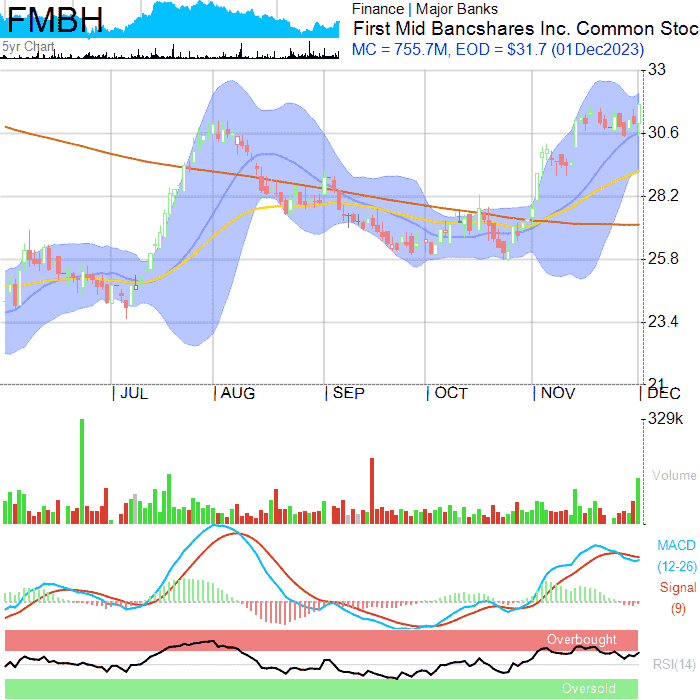 FMBH
5yr Chart
Finance | Major Banks
First Mid Bancshares Inc. Common Stoc
MC = 755.7M, EOD = $31.7 (01Dec2023)
33
30.6
28.2
25.8
23.4
21
JUL AUG SEP OCT NOV DEC
329k
Volume
MACD
(12-26)
Signal
(9)
Overbought
RSI(14)
Oversold